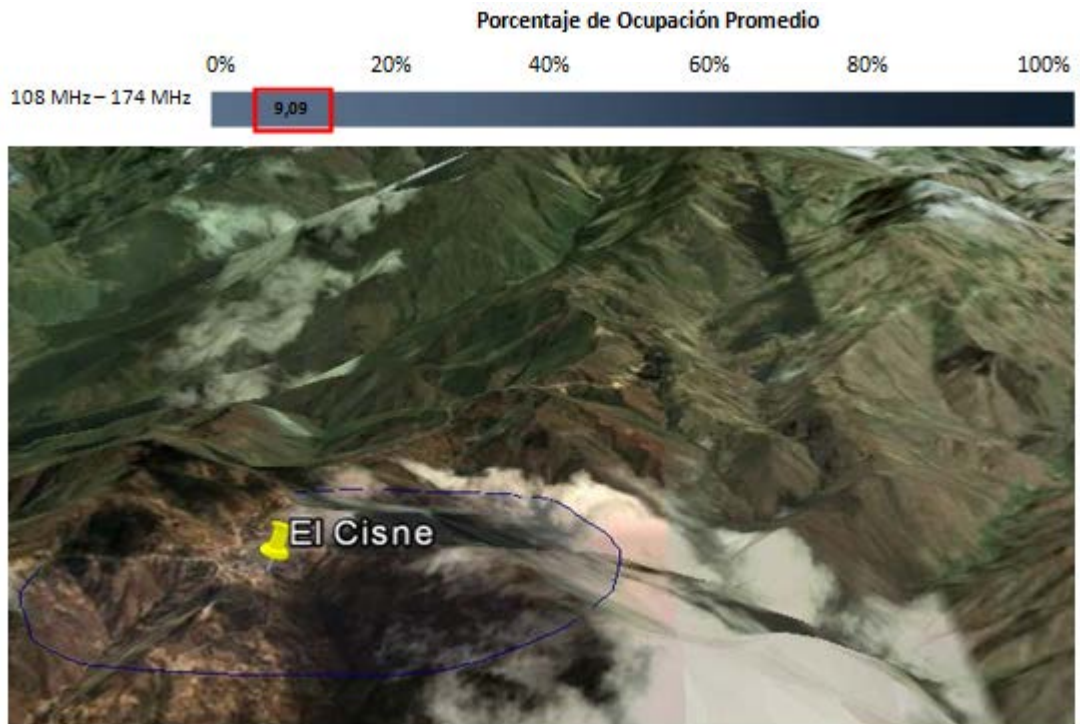 Porcentaje de Ocupación Promedio
0% 20% 40% 60% 80% 100%
108 MHz – 174 MHz 9,09
El Cisne